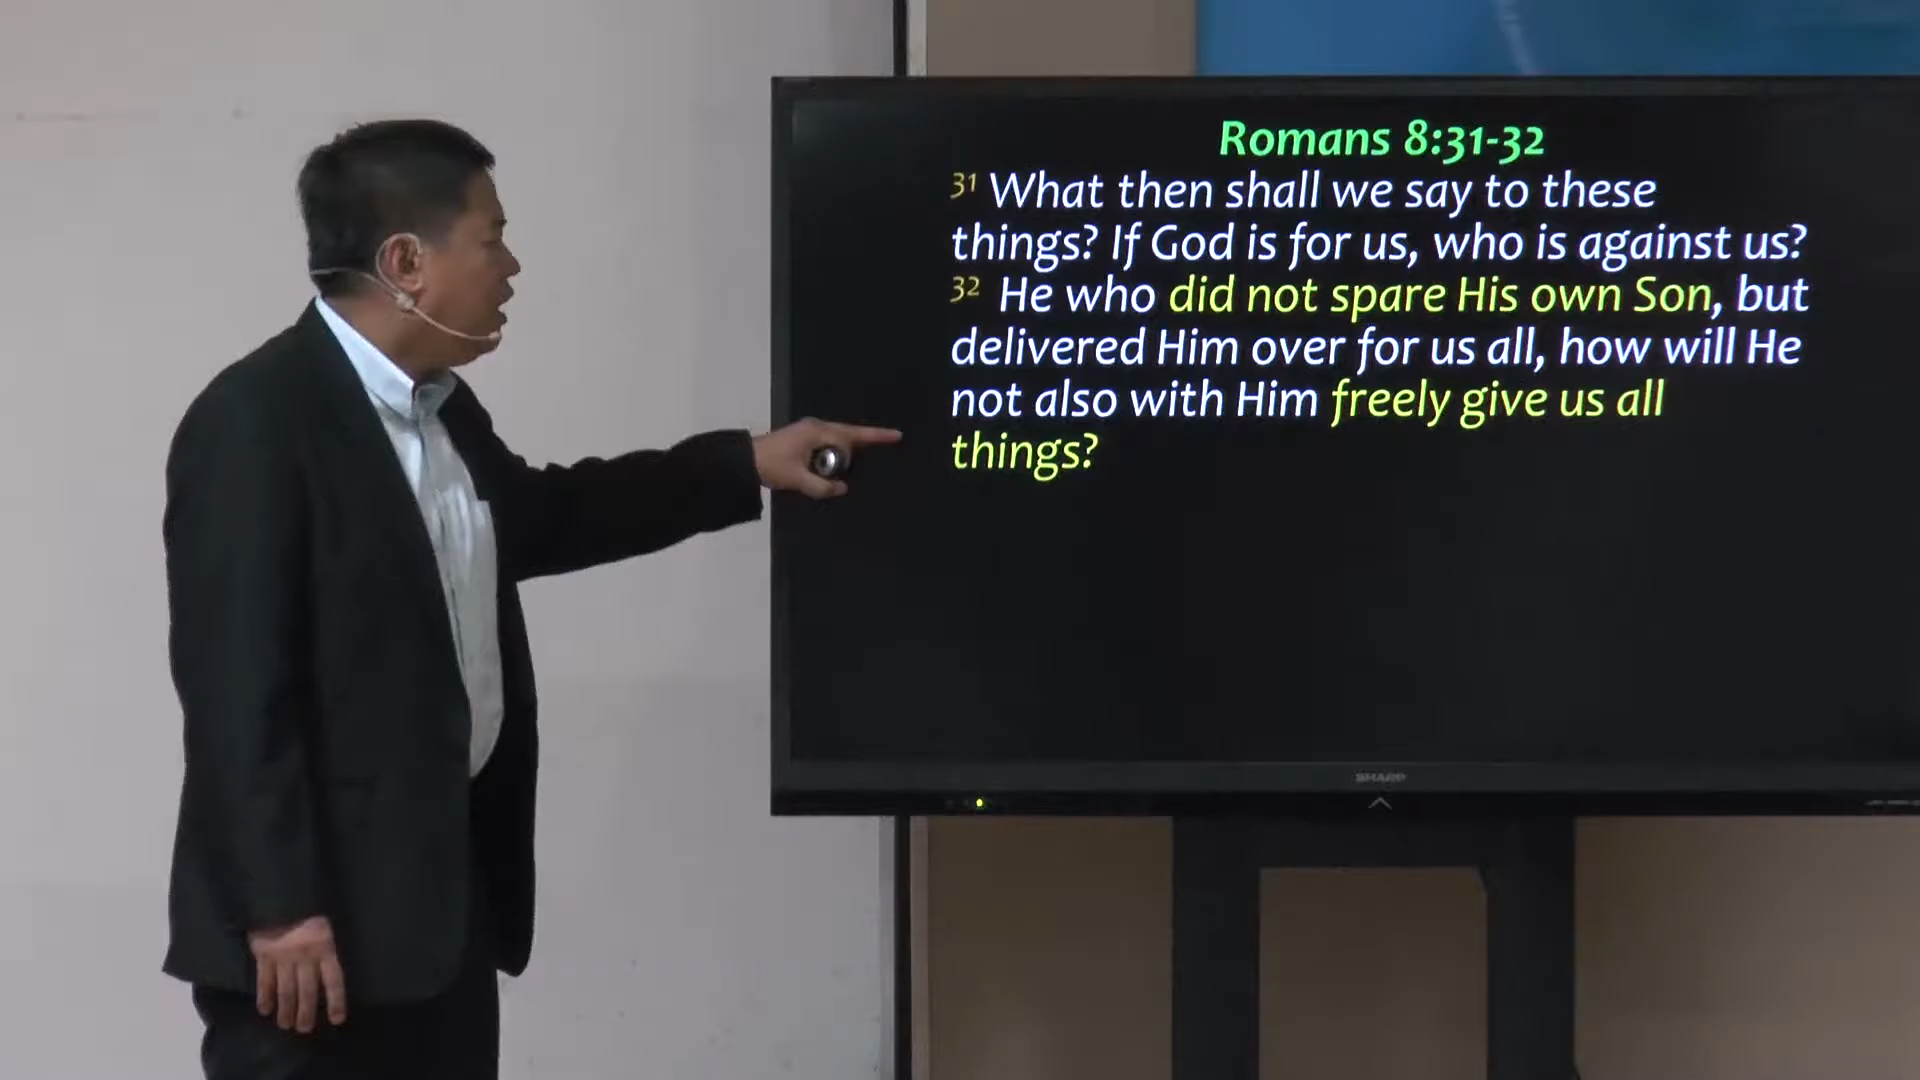 Romans 8:31-32
31 What then shall we say to these
things? If God is for us, who is against us?
32 He who did not spare His own Son, but
delivered Him over for us all, how will He
not also with Him freely give us all
things?
SHARP